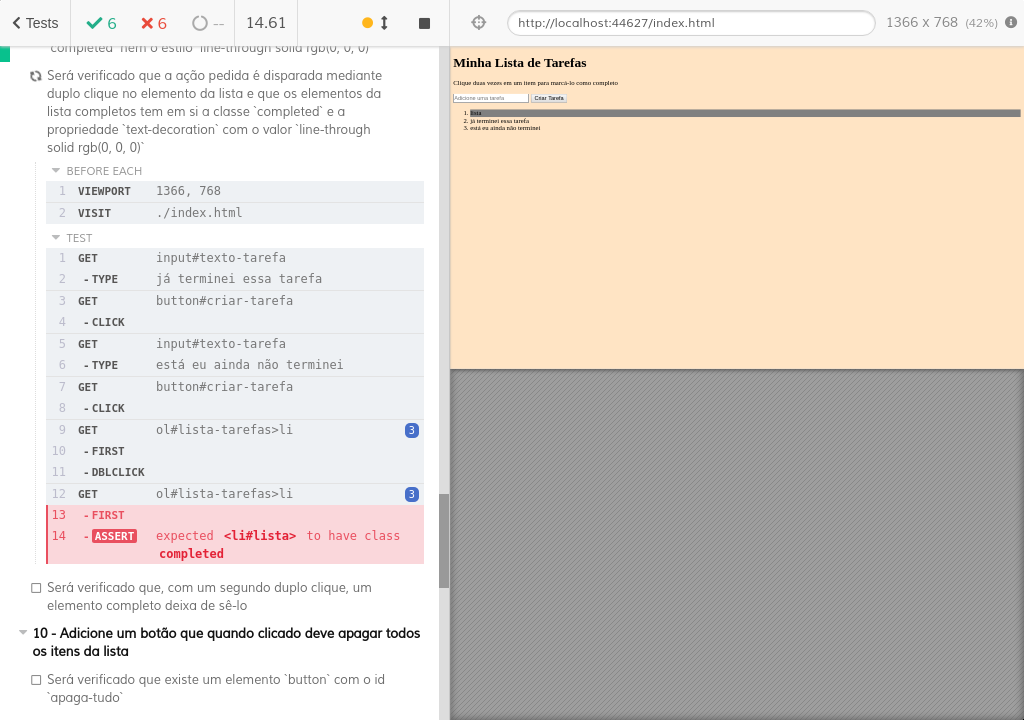 Tests
6
6
--
14.61
http://localhost:44627/index.html
1366 x 768 (42%)
`completed` nem o estilo `line-through solid rgb(0, 0, 0)`
Será verificado que a ação pedida é disparada mediante
duplo clique no elemento da lista e que os elementos da
lista completos tem em si a classe `completed` e a
propriedade `text-decoration` com o valor `line-through
solid rgb(0, 0, 0)`
BEFORE EACH
1 VIEWPORT 1366, 768
2 VISIT ./index.html
TEST
1 GET input#texto-tarefa
2 -TYPE já terminei essa tarefa
3 GET button#criar-tarefa
4 -CLICK
5 GET input#texto-tarefa
6 -TYPE está eu ainda não terminei
7 GET button#criar-tarefa
8 -CLICK
9 GET ol#lista-tarefas>li 3
10 -FIRST
11 -DBLCLICK
12 GET ol#lista-tarefas>li 3
13 -FIRST
14 -ASSERT expected <li#lista> to have class
completed
Será verificado que, com um segundo duplo clique, um
elemento completo deixa de sê-lo
10 - Adicione um botão que quando clicado deve apagar todos
os itens da lista
Será verificado que existe um elemento `button` com o id
`apaga-tudo`
Minha Lista de Tarefas
Clique duas vezes em um item para marcá-lo como completo
Adicione uma tarefa Criar Tarefa
1. lista
2. já terminei essa tarefa
3. está eu ainda não terminei